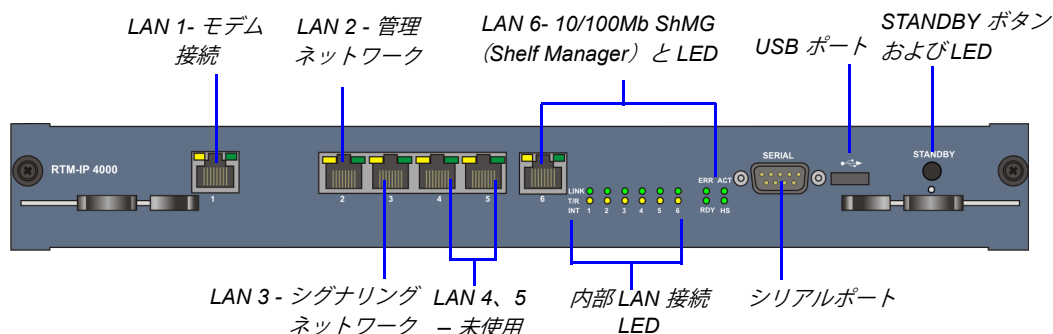 LAN 1- モデム
接続
LAN 2 - 管理
ネットワーク
LAN 6- 10/100Mb ShMG
（Shelf Manager）と LED
USB ポート
STANDBY ボタン
および LED
RTM-IP 4000
SERIAL
STANDBY
ERR ACT
1
2
3
4
5
6
LINK
T/R
INT 1 2 3 4 5 6
RDY HS
LAN 3 - シグナリング
ネットワーク
LAN 4、5
– 未使用
内部 LAN 接続
LED
シリアルポート